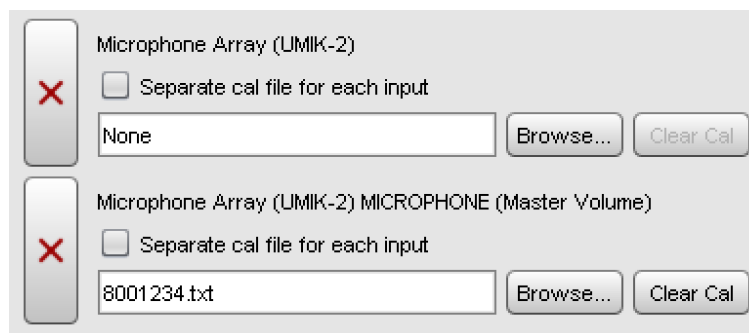 Microphone Array (UMIK-2)
Separate cal file for each input
None Browse... Clear Cal
Microphone Array (UMIK-2) MICROPHONE (Master Volume)
Separate cal file for each input
8001234.txt Browse... Clear Cal